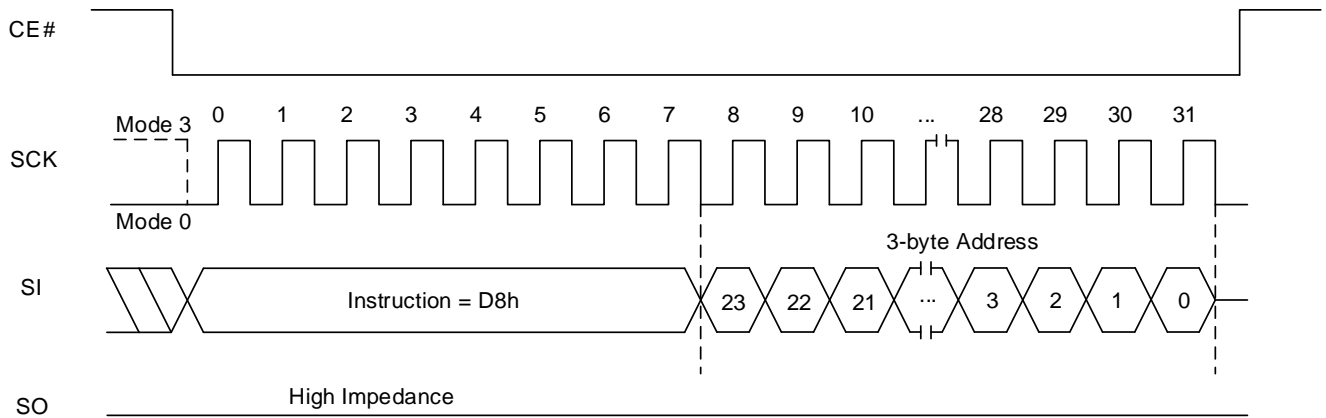 CE#
0 1 2 3 4 5 6 7 8 9 10 ... 28 29 30 31
Mode 3
SCK
Mode 0
3-byte Address
SI
Instruction = D8h 23 22 21 ... 3 2 1 0
High Impedance
SO